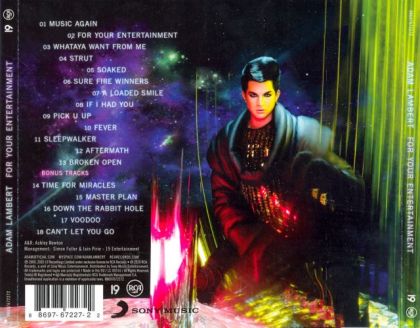 19
ADAM LAMBERT FOR YOUR ENTERTAINMENT
01 MUSIC AGAIN
02 FOR YOUR ENTERTAINMENT
03 WHATAYA WANT FROM ME
04 STRUT
05 SOAKED
06 SURE FIRE WINNERS
07 A LOADED SMILE
08 IF I HAD YOU
09 PICK U UP
10 FEVER
11 SLEEPWALKER
12 AFTERMATH
13 BROKEN OPEN
BONUS TRACKS
14 TIME FOR MIRACLES
15 MASTER PLAN
16 DOWN THE RABBIT HOLE
17 VOODOO
18 CAN'T LET YOU GO
A&R: Ashley Newton
Management: Simon Fuller & Iain Pirie - 19 Entertainment
8 8697-67227-2 2
19
RCA
SONY MUSIC
ADAM LAMBERT FOR YOUR ENTERTAINMENT
19